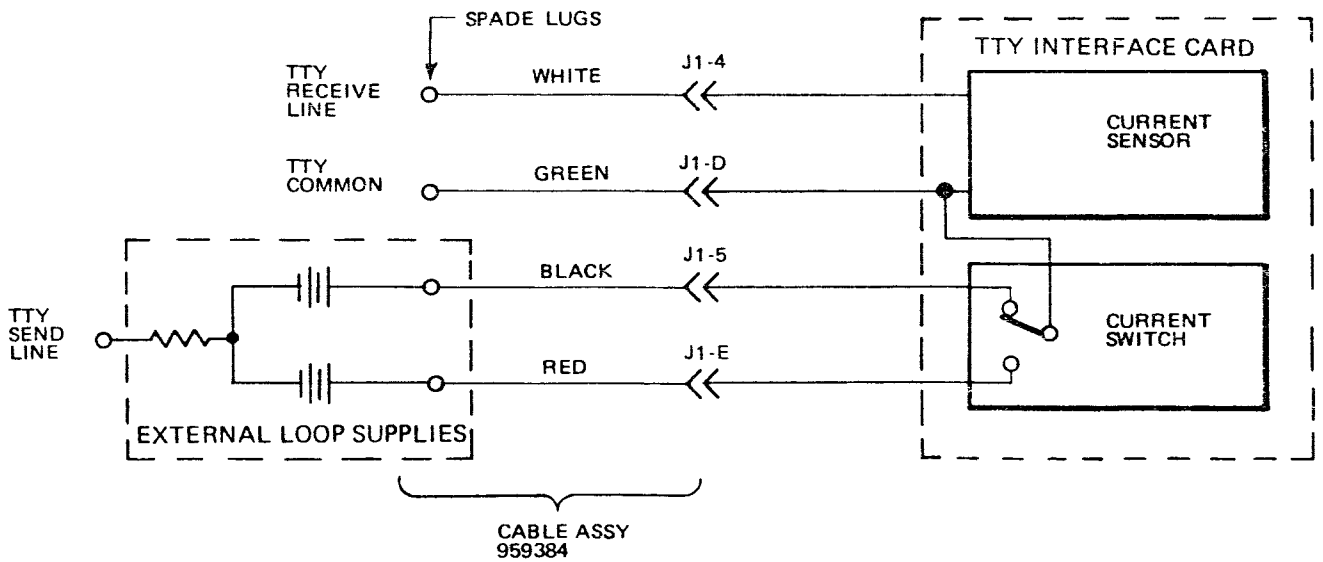 SPADE LUGS
TTY INTERFACE CARD
TTY
RECEIVE
LINE
WHITE
J1-4
CURRENT
SENSOR
TTY
COMMON
GREEN
J1-D
BLACK
J1-5
TTY
SEND
LINE
CURRENT
SWITCH
RED
J1-E
EXTERNAL LOOP SUPPLIES
CABLE ASSY
959384